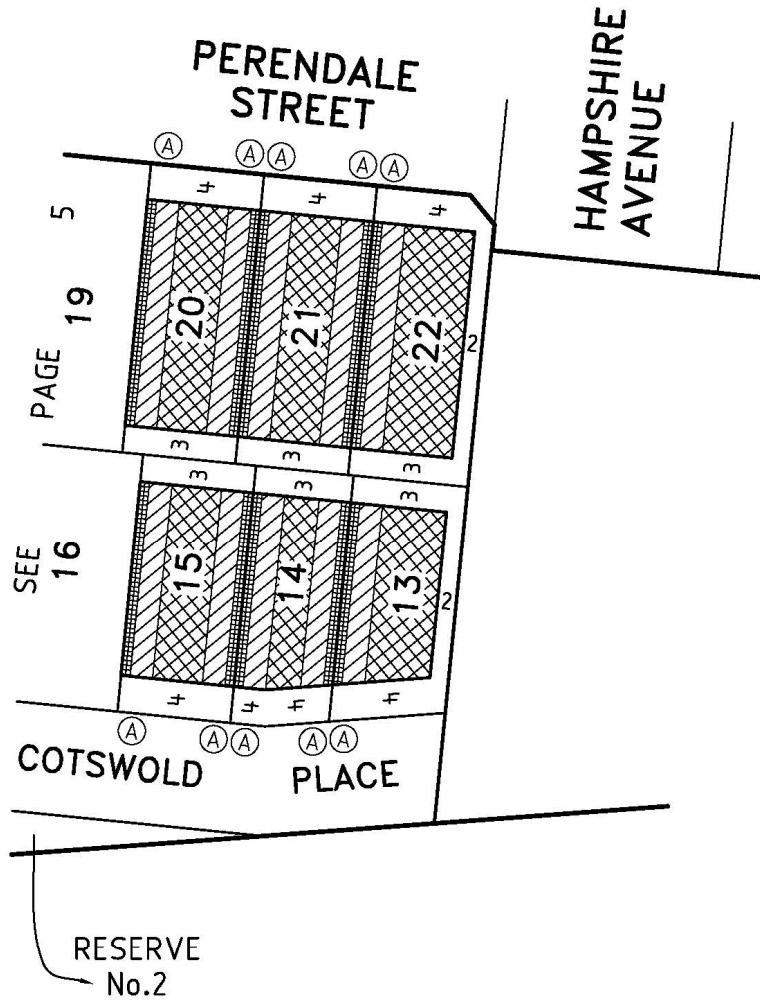 PERENDALE
STREET
HAMPSHIRE
AVENUE
A A A A A
4 4 4
5
19
PAGE
20 21 22
2
3 3 3
3 3 3
SEE
16
15 14 13
2
4 4 4 4
A A A A A
COTSWOLD PLACE
RESERVE
No.2